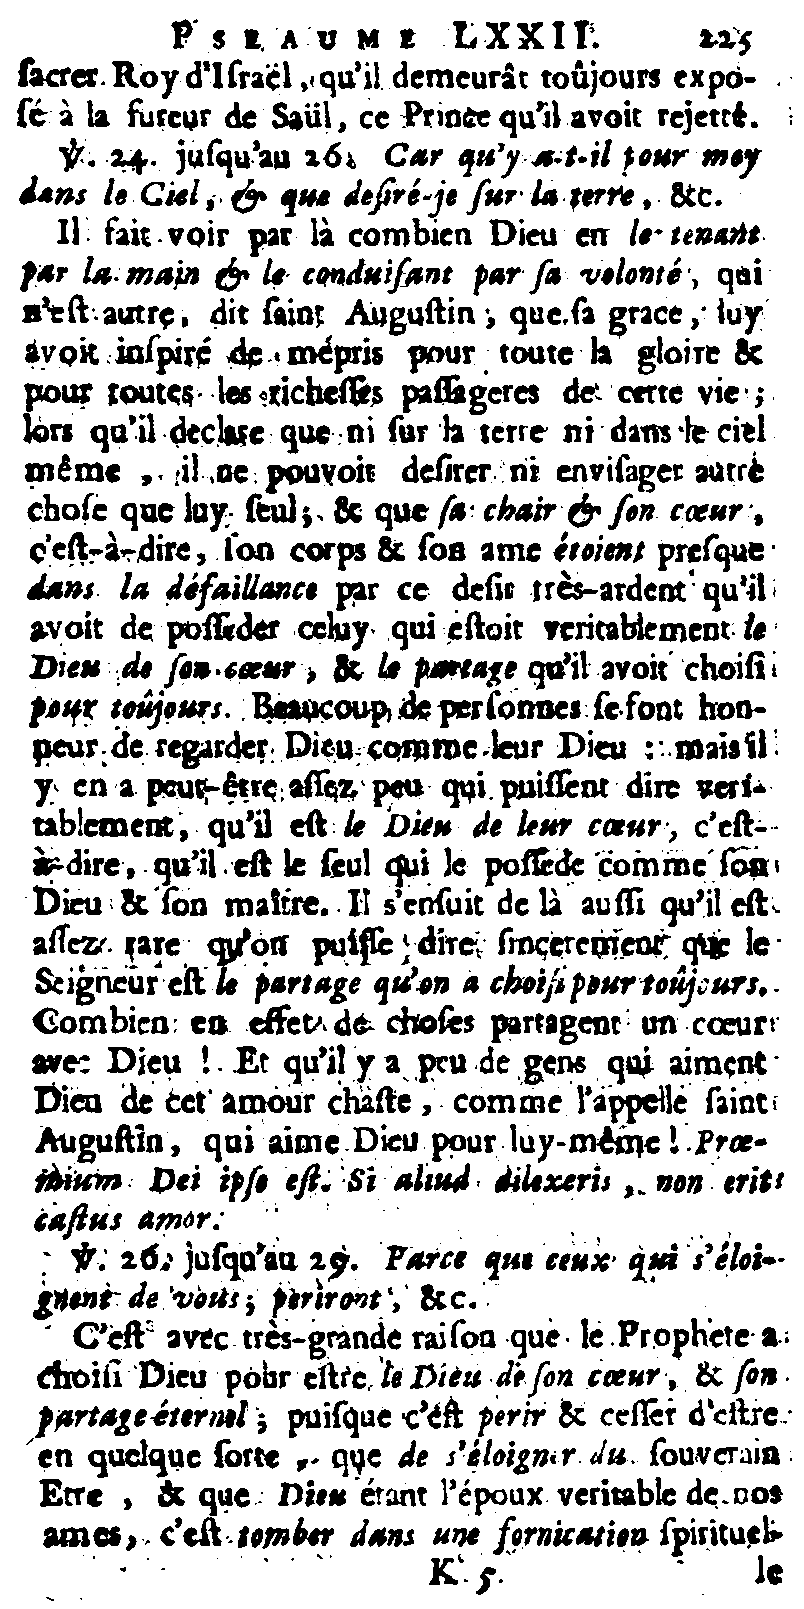 PSEAUME LXXII. 225
sacrer Roy d'Israël, qu'il demeurât toûjours expo-
sé à la fureur de Saül, ce Prince qu'il avoit rejetté.
℣. 24. jusqu'au 26. Car qu'y a-t-il pour moy
dans le Ciel, & que desiré-je sur la terre, &c.
Il fait voir par là combien Dieu en le tenant
par la main & le conduisant par sa volonté, qui
n'est autre, dit saint Augustin, que sa grace, luy
avoit inspiré de mépris pour toute la gloire &
pour toutes les richesses passageres de cette vie;
lors qu'il declare que ni sur la terre ni dans le ciel
même, il ne pouvoit desirer ni envisager autre
chose que luy seul; & que sa chair & son cœur,
c'est-à-dire, son corps & son ame étoient presque
dans la défaillance par ce desir très-ardent qu'il
avoit de posseder celuy qui estoit veritablement le
Dieu de son cœur, & le partage qu'il avoit choisi
pour toûjours. Beaucoup de personnes se font hon-
neur de regarder Dieu comme leur Dieu: mais il
y en a peut-être assez peu qui puissent dire veri-
tablement, qu'il est le Dieu de leur cœur, c'est-
à-dire, qu'il est le seul qui le possede comme son
Dieu & son maître. Il s'ensuit de là aussi qu'il est
assez rare qu'on puisse dire sincerement que le
Seigneur est le partage qu'on a choisi pour toûjours.
Combien en effet de choses partagent un cœur
avec Dieu! Et qu'il y a peu de gens qui aiment
Dieu de cet amour chaste, comme l'appelle saint
Augustin, qui aime Dieu pour luy-même! Præ-
mium Dei ipse est. Si aliud dilexeris, non erit
castus amor.
℣. 26. jusqu'au 29. Parce que ceux qui s'éloi-
gnent de vous, periront, &c.
C'est avec très-grande raison que le Prophete a
choisi Dieu pour estre le Dieu de son cœur, & son
partage éternel; puisque c'est perir & cesser d'estre
en quelque sorte, que de s'éloigner du souverain
Etre, & que Dieu étant l'époux veritable de nos
ames, c'est tomber dans une fornication spirituel-
K 5. le